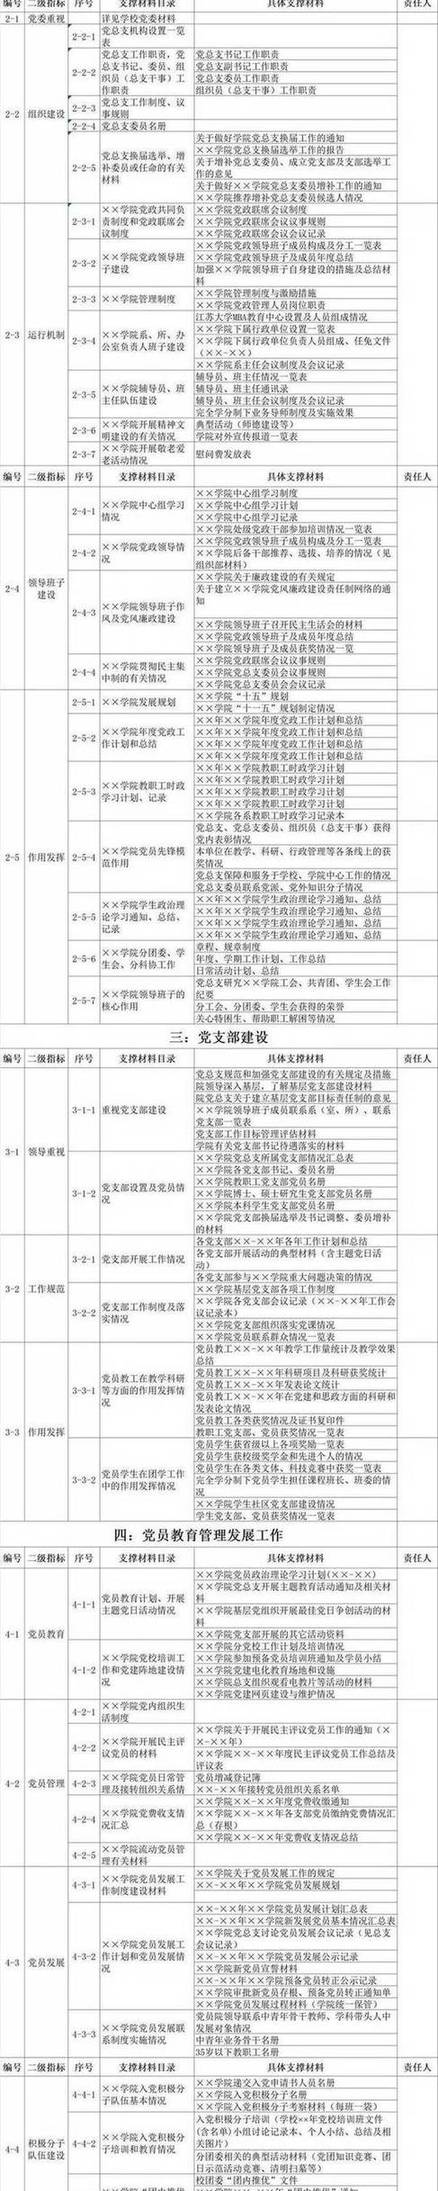 编号 二级指标 序号 支撑材料目录 具体支撑材料 责任人
2-1 党委重视 详见学校党委材料
2-2 组织建设
2-2-1 党总支机构设置一览
表
2-2-2 党总支工作职责,党
总支书记、委员、组
织员(总支干事)工
作职责
党总支书记工作职责
党总支副书记工作职责
党总支委员工作职责
组织员(总支干事)工作职责
2-2-3 党总支工作制度、议
事规则
2-2-4 党总支委员名册
2-2-5 党总支换届选举、增
补委员或任命的有关
材料
关于做好学院党总支换届工作的通知
××学院党总支换届选举工作的报告
关于增补党总支委员、成立党支部及支部选举工
作的意见
关于做好××学院党总支委员增补工作的通知
××学院推荐增补党总支委员候选人情况
2-3 运行机制
2-3-1 ××学院党政共同负
责制度和党政联席会
议制度
××学院党政联席会议制度
××学院党政联席会议议事规则
××学院党政联席会议会议记录
2-3-2 ××学院党政领导班
子建设
××学院党政领导班子成员构成及分工一览表
××学院党政领导班子及成员年度总结
加强××学院领导班子自身建设的措施及总结材
料
2-3-3 ××学院管理制度
××学院管理制度与激励措施
××学院党政管理人员岗位职责
2-3-4 ××学院系、所、办
公室负责人班子建设
江苏大学MBA教育中心设置及人员组成情况
××学院下属行政单位设置一览表
××学院下属行政单位负责人员组成、任免文件
(××-××)
××学院系主任会议制度及会议记录
2-3-5 ××学院辅导员、班
主任队伍建设
辅导员、班主任情况一览表
辅导员、班主任通讯录
辅导员、班主任会议制度及会议记录
完全学分制下业务导师制度及实施效果
2-3-6 ××学院开展精神文
明建设的有关情况
典型活动(师德建设等)
学院对外宣传报道一览表
2-3-7 ××学院开展敬老爱
老活动情况
慰问费发放表
编号 二级指标 序号 支撑材料目录 具体支撑材料 责任人
2-4 领导班子
建设
2-4-1 ××学院中心组学习
情况
××学院中心组学习制度
××学院中心组学习计划
××学院中心组学习记录
××学院处级党政干部参加培训情况一览表
2-4-2 ××学院党政领导情
况
××学院党政领导班子成员构成及分工一览表
××学院后备干部推荐、选拔、培养的情况(见
组织部材料)
2-4-3 ××学院领导班子作
风及党风廉政建设
××学院关于廉政建设的有关规定
关于建立××学院党风廉政建设责任制网络的通
知
××学院领导班子召开民主生活会的材料
××学院党政领导班子及成员年度总结
××学院领导班子及成员获奖情况一览
2-4-4 ××学院贯彻民主集
中制的有关情况
××学院党政联席会议议事规则
××学院党总支委员会议事规则
××学院党总支委员会会议记录
2-5 作用发挥
2-5-1 ××学院发展规划
××学院“十五”规划
××学院“十一五”规划制定情况
2-5-2 ××学院年度党政工
作计划和总结
××年××学院年度党政工作计划和总结
××年××学院年度党政工作计划和总结
××年××学院年度党政工作计划和总结
××年××学院年度党政工作计划和总结
2-5-3 ××学院教职工时政
学习计划、记录
××年××学院教职工时政学习计划
××年××学院教职工时政学习计划
××年××学院教职工时政学习计划
××年××学院教职工时政学习计划
××学院各系教职工时政学习记录本
2-5-4 ××学院党员先锋模
范作用
党总支、党总支委员、组织员(总支干事)获得
党内表彰情况
本单位在教学、科研、行政管理等各条线上的获
奖情况
党总支保障和服务于学校、学院中心工作的情况
党总支委员联系党派、党外知识分子情况
2-5-5 ××学院学生政治理
论学习通知、总结、
记录
××年××学院学生政治理论学习通知、总结
××年××学院学生政治理论学习通知、总结
××年××学院学生政治理论学习通知、总结
××年××学院学生政治理论学习通知、总结
2-5-6 ××学院分团委、学
生会、分科协工作
章程、规章制度
年度、学期工作计划、工作总结
日常活动计划、总结
2-5-7 ××学院领导班子的
核心作用
党总支研究××学院工会、共青团、学生会工作
纪要
分工会、分团委、学生会获得的荣誉
关心特困生、帮助职工解困等情况
三:党支部建设
编号 二级指标 序号 支撑材料目录 具体支撑材料 责任人
3-1 领导重视
3-1-1 重视党支部建设
党总支规范和加强党支部建设的有关规定及措施
院领导深入基层,了解基层党支部建设材料
院党总支关于建立基层党支部目标责任制的意见
××学院领导班子成员联系系(室、所)、联系
党支部一览表
党支部工作目标管理评估材料
学院有关党支部书记待遇落实的材料
3-1-2 党支部设置及党员情
况
××学院党总支所属党支部情况汇总表
××学院各党支部书记、委员名册
××学院教职工党支部党员名册
××学院博士、硕士研究生党支部党员名册
××学院本科学生党支部党员名册
××学院党支部换届选举及书记调整、委员增补
的材料
3-2 工作规范
3-2-1 党支部开展工作情况
各党支部××-××年各年工作计划和总结
各党支部开展活动的典型材料(含主题党日活
动)
各党支部参与××学院重大问题决策的情况
3-2-2 党支部工作制度及落
实情况
××学院基层党支部各项工作制度
××学院各党支部会议记录(××-××年工作会
议记录本)
××学院党支部组织落实党课情况
××学院党员联系群众情况一览表
3-3 作用发挥
3-3-1 党员教工在教学科研
等方面的作用发挥情
况
党员教工××-××年教学工作量统计及教学效果
总结
党员教工××-××年科研项目及科研获奖统计
党员教工××-××年发表论文统计
党员教工××-××年在党建和思政方面的科研和
发表论文情况
党员教工各类获奖情况及证书复印件
教职工党支部、党员获奖情况一览表
3-3-2 党员学生在团学工作
中的作用发挥情况
党员学生获省级以上各项奖励一览表
党员学生获校级奖学金和先进个人的情况
党员学生在各类文体、科技竞赛中获奖一览表
完全学分制下党员学生担任课程班长、班委的情
况
××学院学生社区党支部建设情况
学生党支部、党员获奖情况一览表
四:党员教育管理发展工作
编号 二级指标 序号 支撑材料目录 具体支撑材料 责任人
4-1 党员教育
4-1-1 党员教育计划、开展
主题党日活动情况
××学院党员政治理论学习计划(××-××)
××学院党总支开展主题教育活动通知及相关材
料
××学院基层党组织开展最佳党日争创活动的材
料
××学院党支部开展的其它活动资料
4-1-2 ××学院党校培训工
作和党建阵地建设情
况
××学院分党校工作计划及培训情况
××学院参加预备党员培训班通知及学员小结
××学院党建电化教育场地和设施
××学院总支组织观看电教片等活动的材料
××学院党建网页建设与维护情况
4-2 党员管理
4-2-1 ××学院党内组织生
活制度
4-2-2 ××学院开展民主评
议党员的材料
××学院关于开展民主评议党员工作的通知(×
×-××年)
××学院××-××年度民主评议党员工作总结及
评议表
4-2-3 ××学院党员日常管
理及接转组织关系情
党员增减登记簿
××-××年接转党员组织关系名单
4-2-4 ××学院党费收支情
况汇总
××学院××-××年度党费收缴通知
××学院××-××年各支部党员缴纳党费情况汇
总(存根)
××学院××-××年党费收支情况总结
4-2-5 ××学院流动党员管
理有关材料
4-3 党员发展
4-3-1 ××学院党员发展工
作制度建设材料
××学院关于党员发展工作的规定
××-××年××学院党员发展规划
4-3-2 ××学院党员发展工
作计划和党员发展情
况
××-××年××学院党员发展计划汇总表
××-××年××学院新发展党员基本情况汇总表
××学院党总支讨论党员发展会议记录(见总支
会议记录)
××-××年××学院党员发展公示记录
××学院新党员宣誓材料
××-××年××学院预备党员转正公示记录
××学院审批新党员存根、预备党员转正通知单
××学院党员发展过程材料(学院统一保管)
4-3-3 ××学院党员发展联
系制度实施情况
党员院领导联系中青年骨干教师、学科带头人中
发展对象情况
中青年业务骨干名册
35岁以下教职工名册
编号 二级指标 序号 支撑材料目录 具体支撑材料 责任人
4-4 积极分子
队伍建设
4-4-1 ××学院入党积极分
子队伍基本情况
××学院递交入党申请书人员名册
××学院入党积极分子名册
××学院入党积极分子考察材料(每班一袋)
4-4-2 ××学院入党积极分
子培训和教育情况
入党积极分子培训(学校××年党校培训班文件
(含名单)小组讨论记录本、个人小结、总结及相
关图片)
分团委相关的典型活动材料(党团知识竞赛、团
日示范活动竞赛、清明扫墓等)
校团委“团内推优”文件